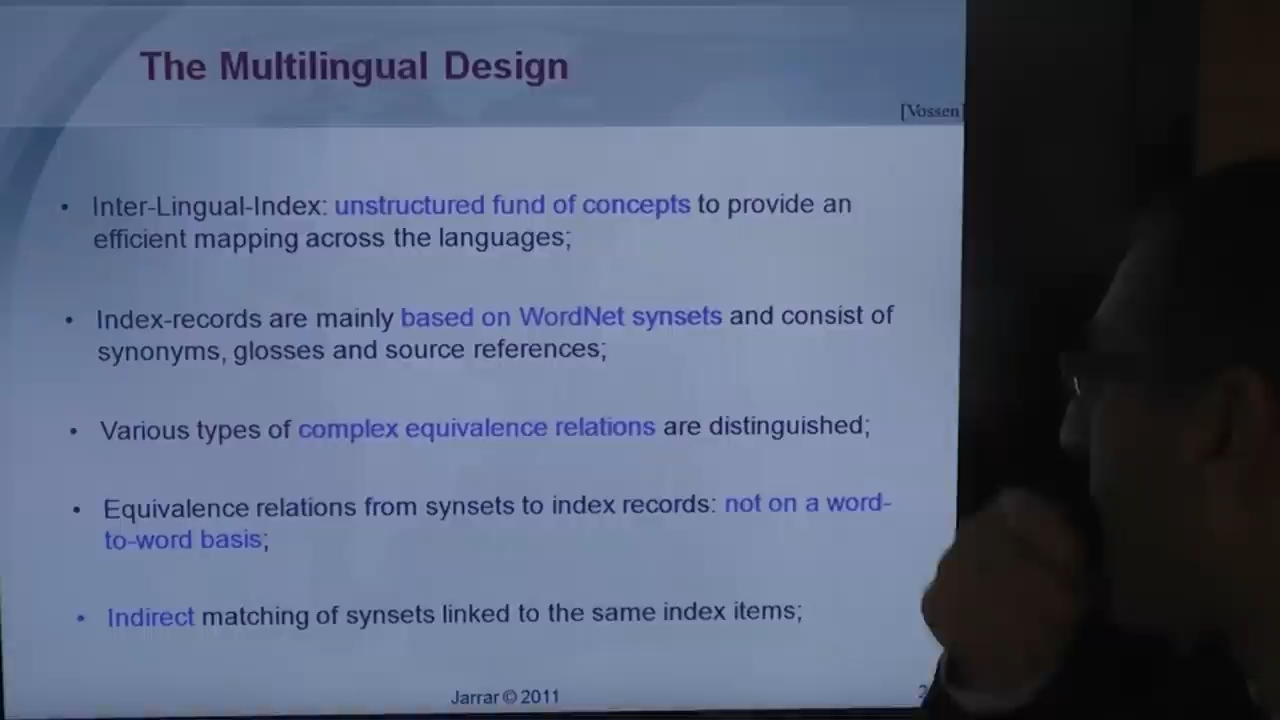 The Multilingual Design
[Vossen]
• Inter-Lingual-Index: unstructured fund of concepts to provide an
efficient mapping across the languages;
• Index-records are mainly based on WordNet synsets and consist of
synonyms, glosses and source references;
• Various types of complex equivalence relations are distinguished;
• Equivalence relations from synsets to index records: not on a word-
to-word basis;
• Indirect matching of synsets linked to the same index items;
Jarrar © 2011